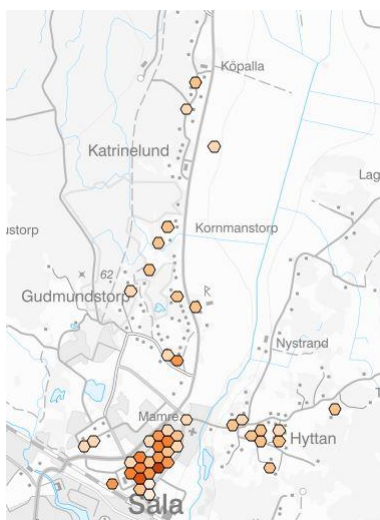 Köpalla
Katrinelund
Lag
Kornmanstorp
ustorp
62
Gudmundstorp
Nystrand
Mamre
Hyttan
Sala